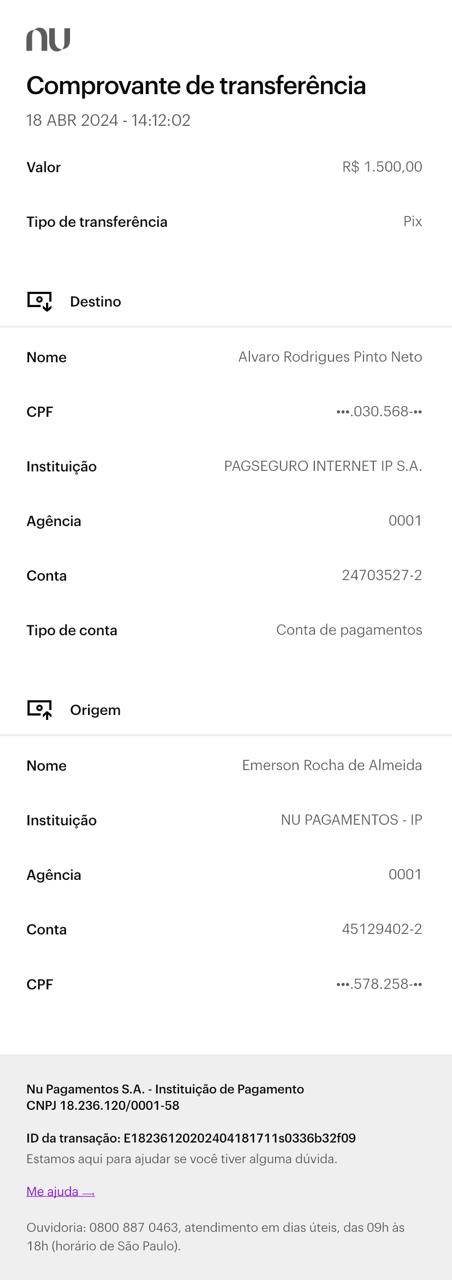 nu
Comprovante de transferência
18 ABR 2024 - 14:12:02
Valor R$ 1.500,00
Tipo de transferência Pix
Destino
Nome Alvaro Rodrigues Pinto Neto
CPF •••.030.568-••
Instituição PAGSEGURO INTERNET IP S.A.
Agência 0001
Conta 24703527-2
Tipo de conta Conta de pagamentos
Origem
Nome Emerson Rocha de Almeida
Instituição NU PAGAMENTOS - IP
Agência 0001
Conta 45129402-2
CPF •••.578.258-••
Nu Pagamentos S.A. - Instituição de Pagamento
CNPJ 18.236.120/0001-58
ID da transação: E18236120202404181711s0336b32f09
Estamos aqui para ajudar se você tiver alguma dúvida.
Me ajuda →
Ouvidoria: 0800 887 0463, atendimento em dias úteis, das 09h às
18h (horário de São Paulo).